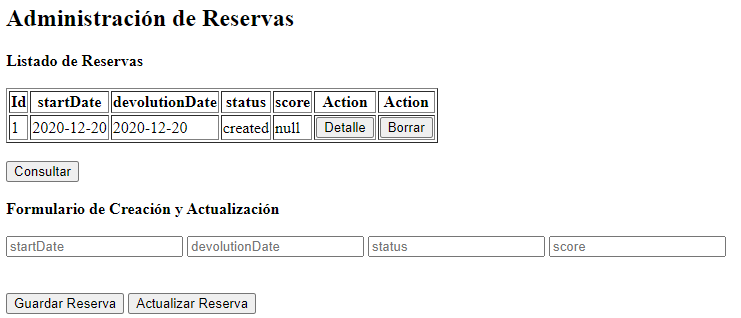 Administración de Reservas
Listado de Reservas
Id startDate devolutionDate status score Action Action
1 2020-12-20 2020-12-20 created null Detalle Borrar
Consultar
Formulario de Creación y Actualización
startDate devolutionDate status score
Guardar Reserva Actualizar Reserva